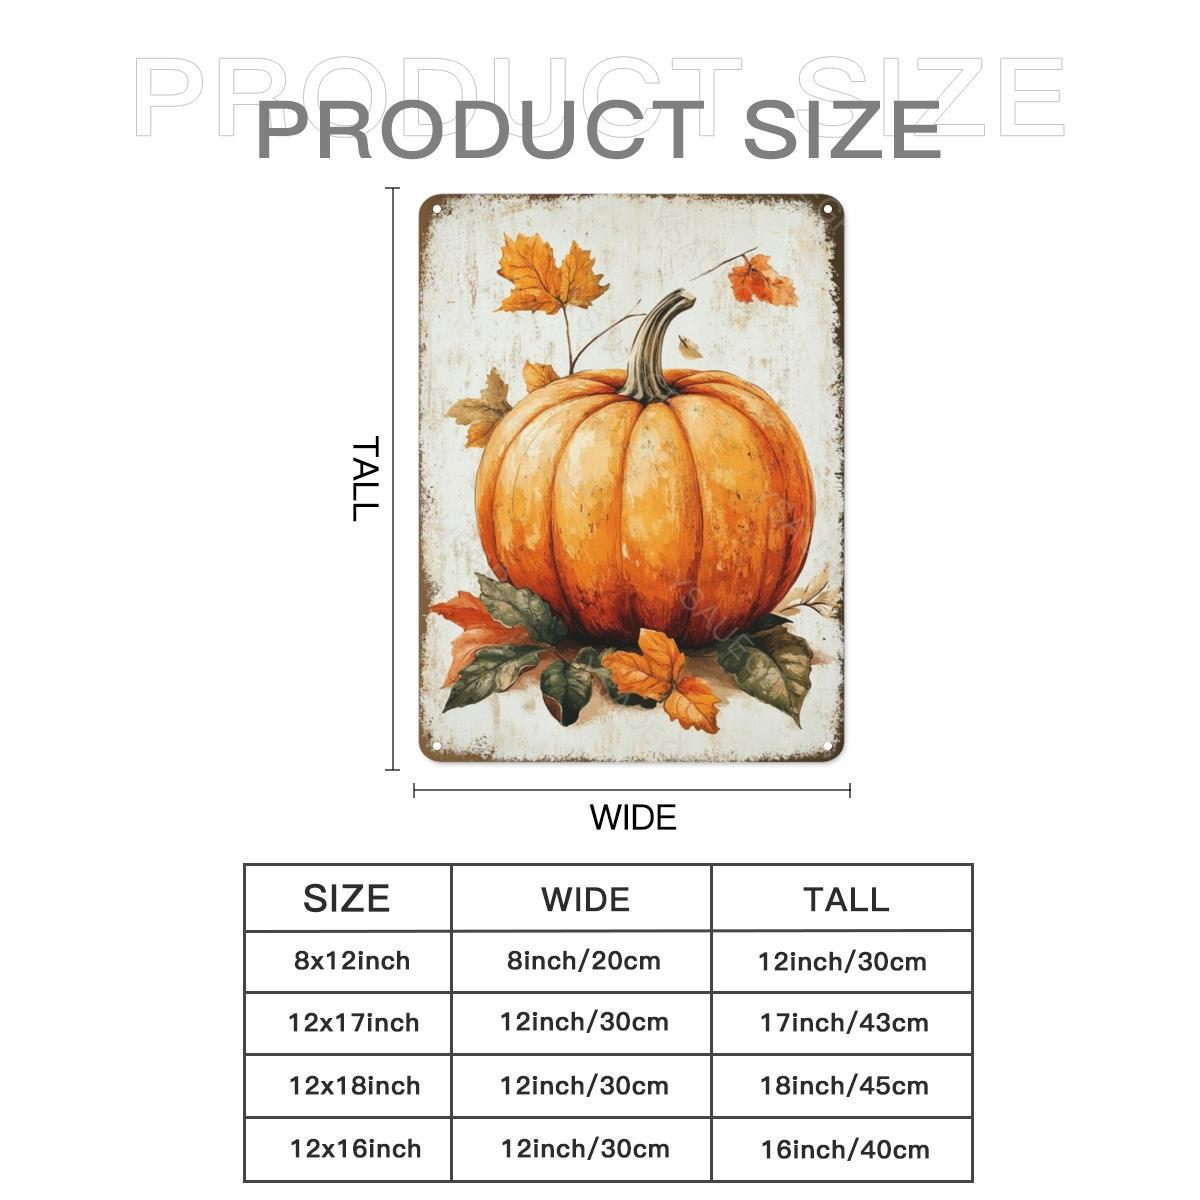 PRODUCT SIZE
PRODUCT SIZE
TALL
WIDE
SIZE WIDE TALL
8x12inch 8inch/20cm 12inch/30cm
12x17inch 12inch/30cm 17inch/43cm
12x18inch 12inch/30cm 18inch/45cm
12x16inch 12inch/30cm 16inch/40cm